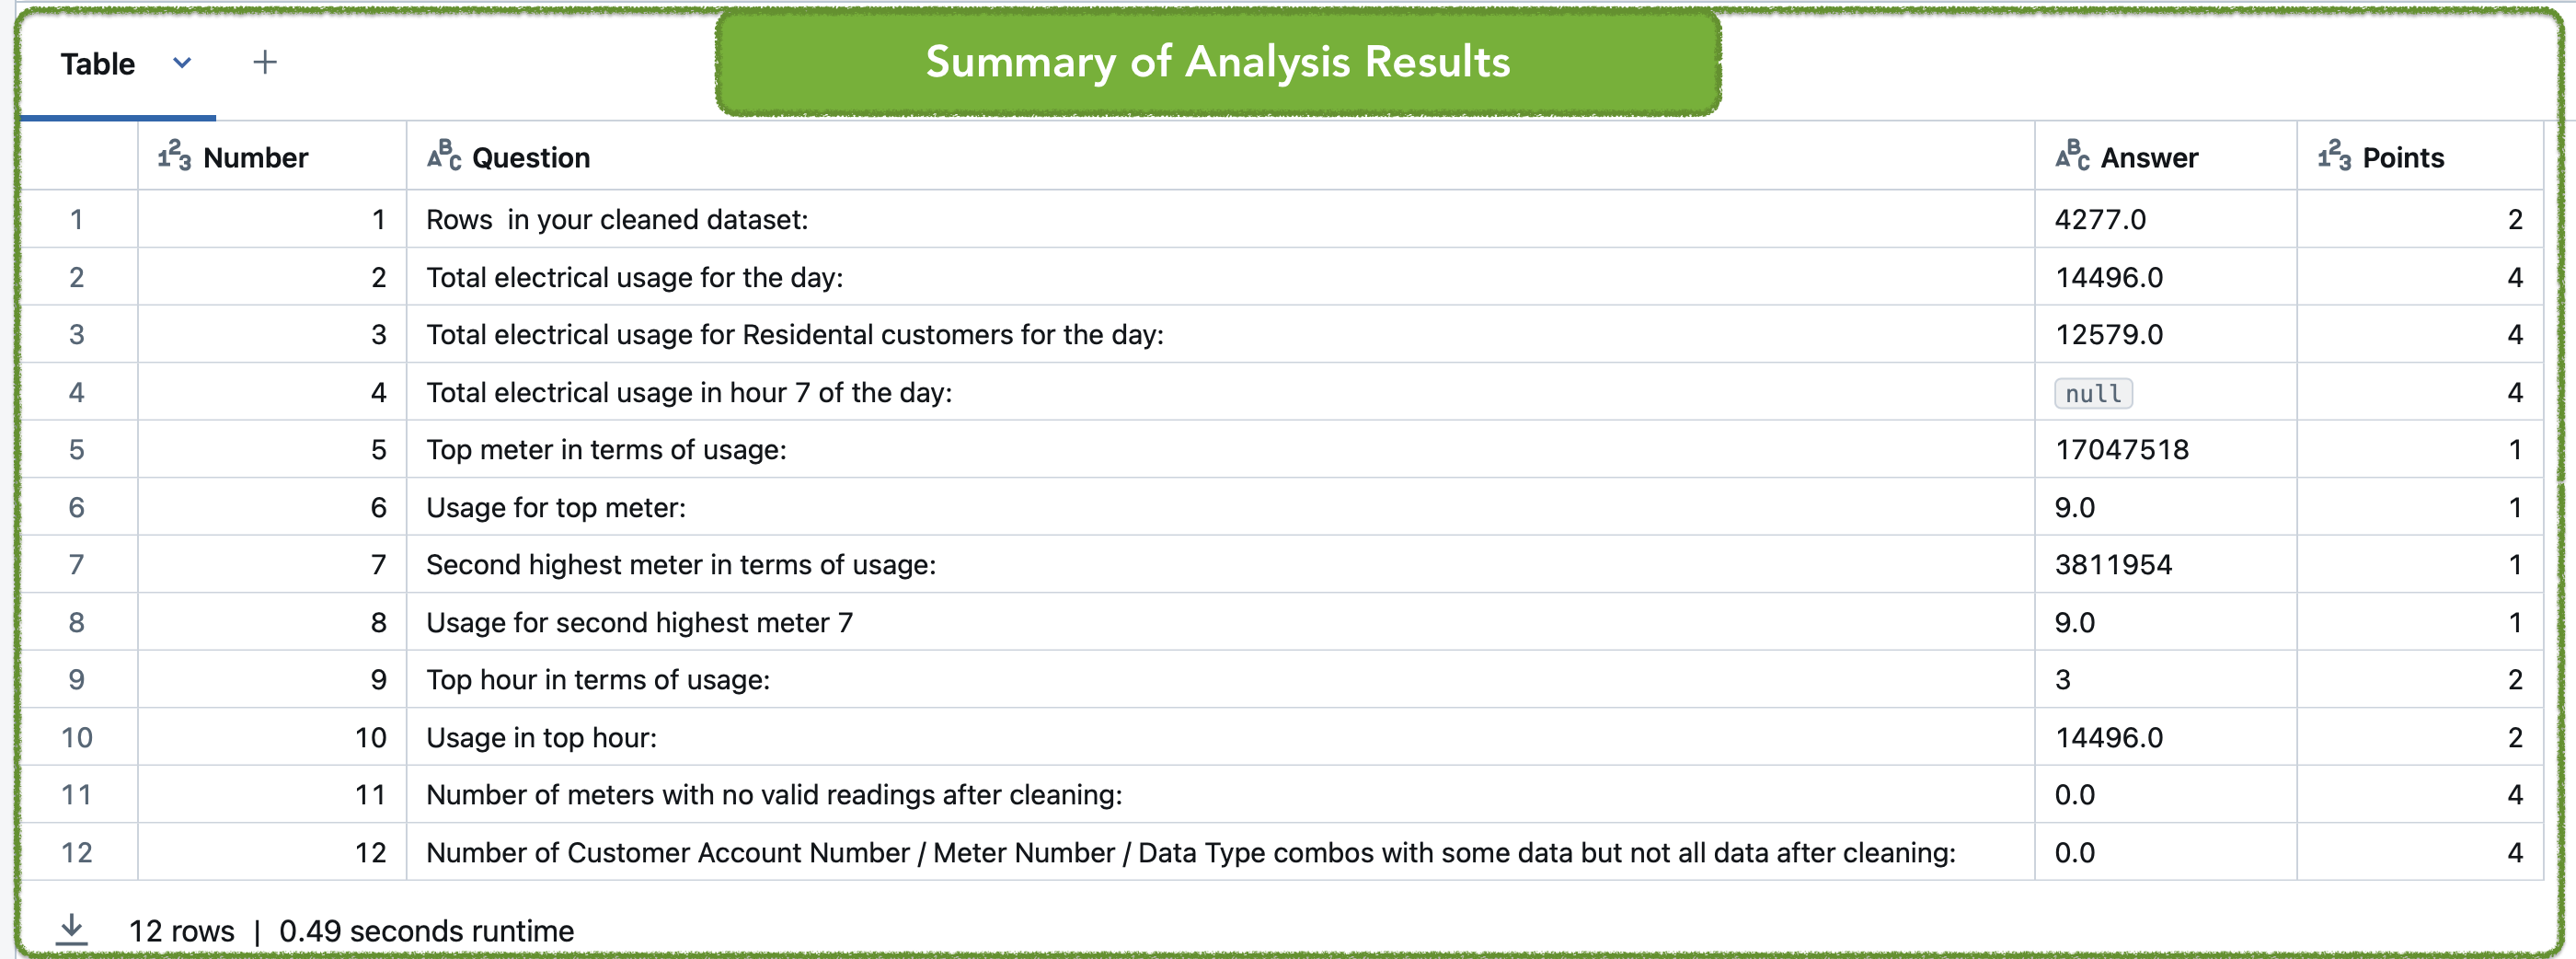 Table
Summary of Analysis Results
123 Number ABC Question ABC Answer 123 Points
1 1 Rows  in your cleaned dataset: 4277.0 2
2 2 Total electrical usage for the day: 14496.0 4
3 3 Total electrical usage for Residental customers for the day: 12579.0 4
4 4 Total electrical usage in hour 7 of the day: null 4
5 5 Top meter in terms of usage: 17047518 1
6 6 Usage for top meter: 9.0 1
7 7 Second highest meter in terms of usage: 3811954 1
8 8 Usage for second highest meter 7 9.0 1
9 9 Top hour in terms of usage: 3 2
10 10 Usage in top hour: 14496.0 2
11 11 Number of meters with no valid readings after cleaning: 0.0 4
12 12 Number of Customer Account Number / Meter Number / Data Type combos with some data but not all data after cleaning: 0.0 4
12 rows | 0.49 seconds runtime